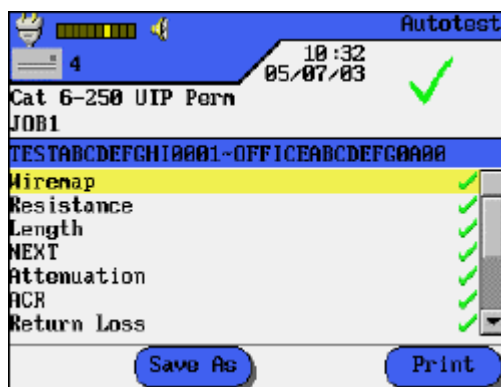 Autotest
4
10:32
05/07/03
Cat 6-250 UTP Perm
JOB1
TESTABCDEFGHI0001~OFFICEABCDEFG0A00
Wiremap
Resistance
Length
NEXT
Attenuation
ACR
Return Loss
Save As
Print